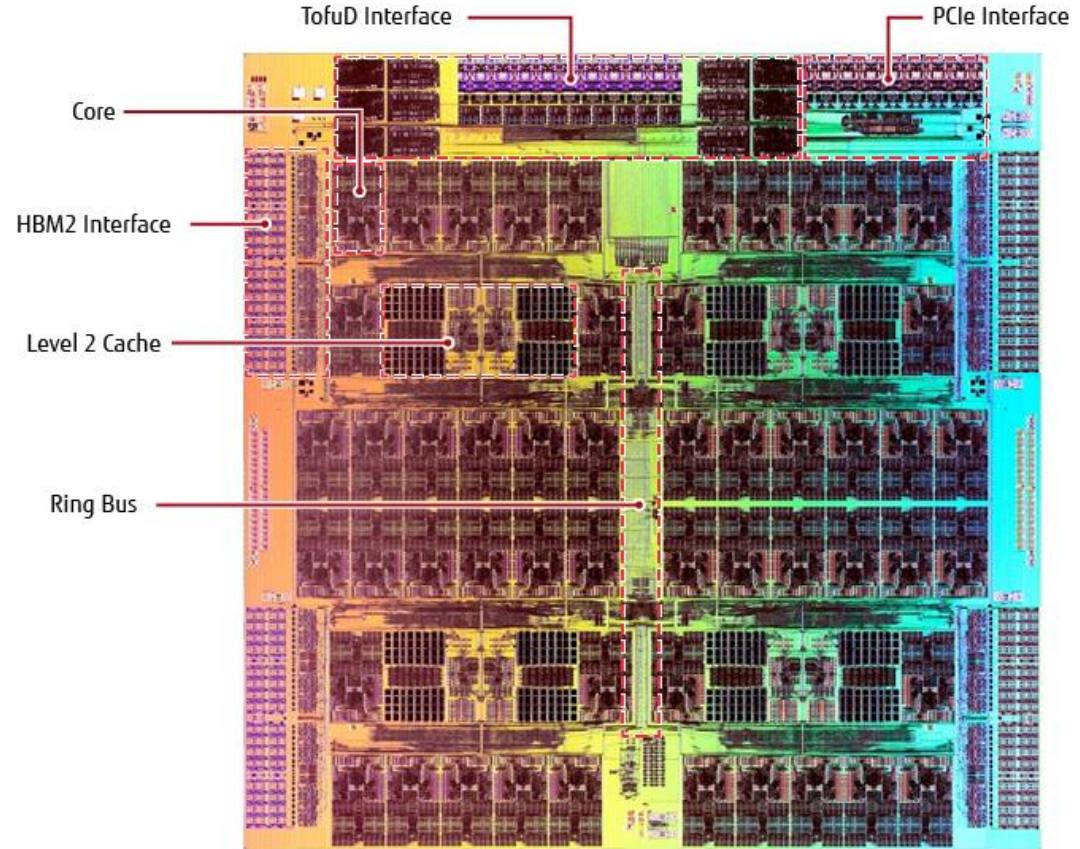 TofuD Interface
PCIe Interface
Core
HBM2 Interface
Level 2 Cache
Ring Bus